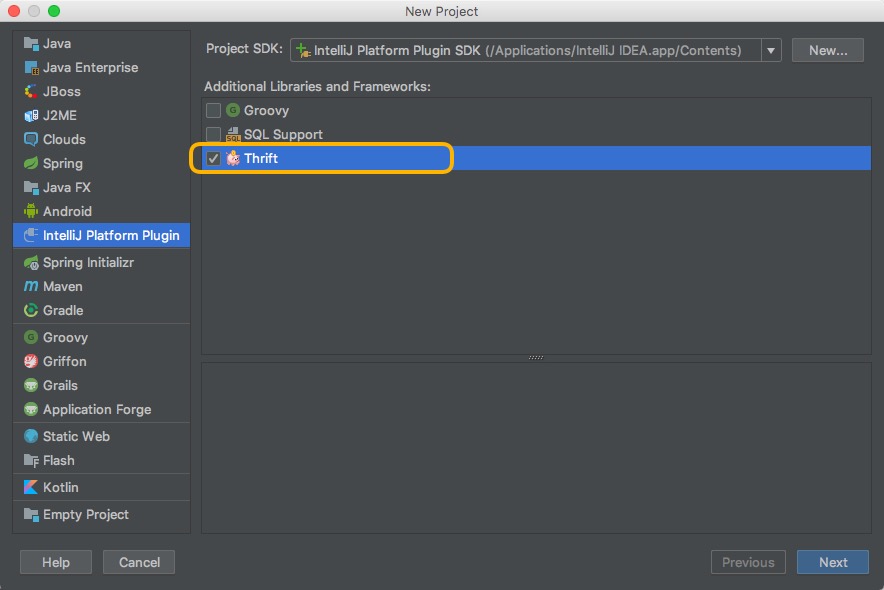 New Project
Java
Java Enterprise
JBoss
J2ME
Clouds
Spring
Java FX
Android
IntelliJ Platform Plugin
Spring Initializr
Maven
Gradle
Groovy
Griffon
Grails
Application Forge
Static Web
Flash
Kotlin
Empty Project
Project SDK: IntelliJ Platform Plugin SDK (/Applications/IntelliJ IDEA.app/Contents) New...
Additional Libraries and Frameworks:
G Groovy
SQL SQL Support
Thrift
Help Cancel Previous Next